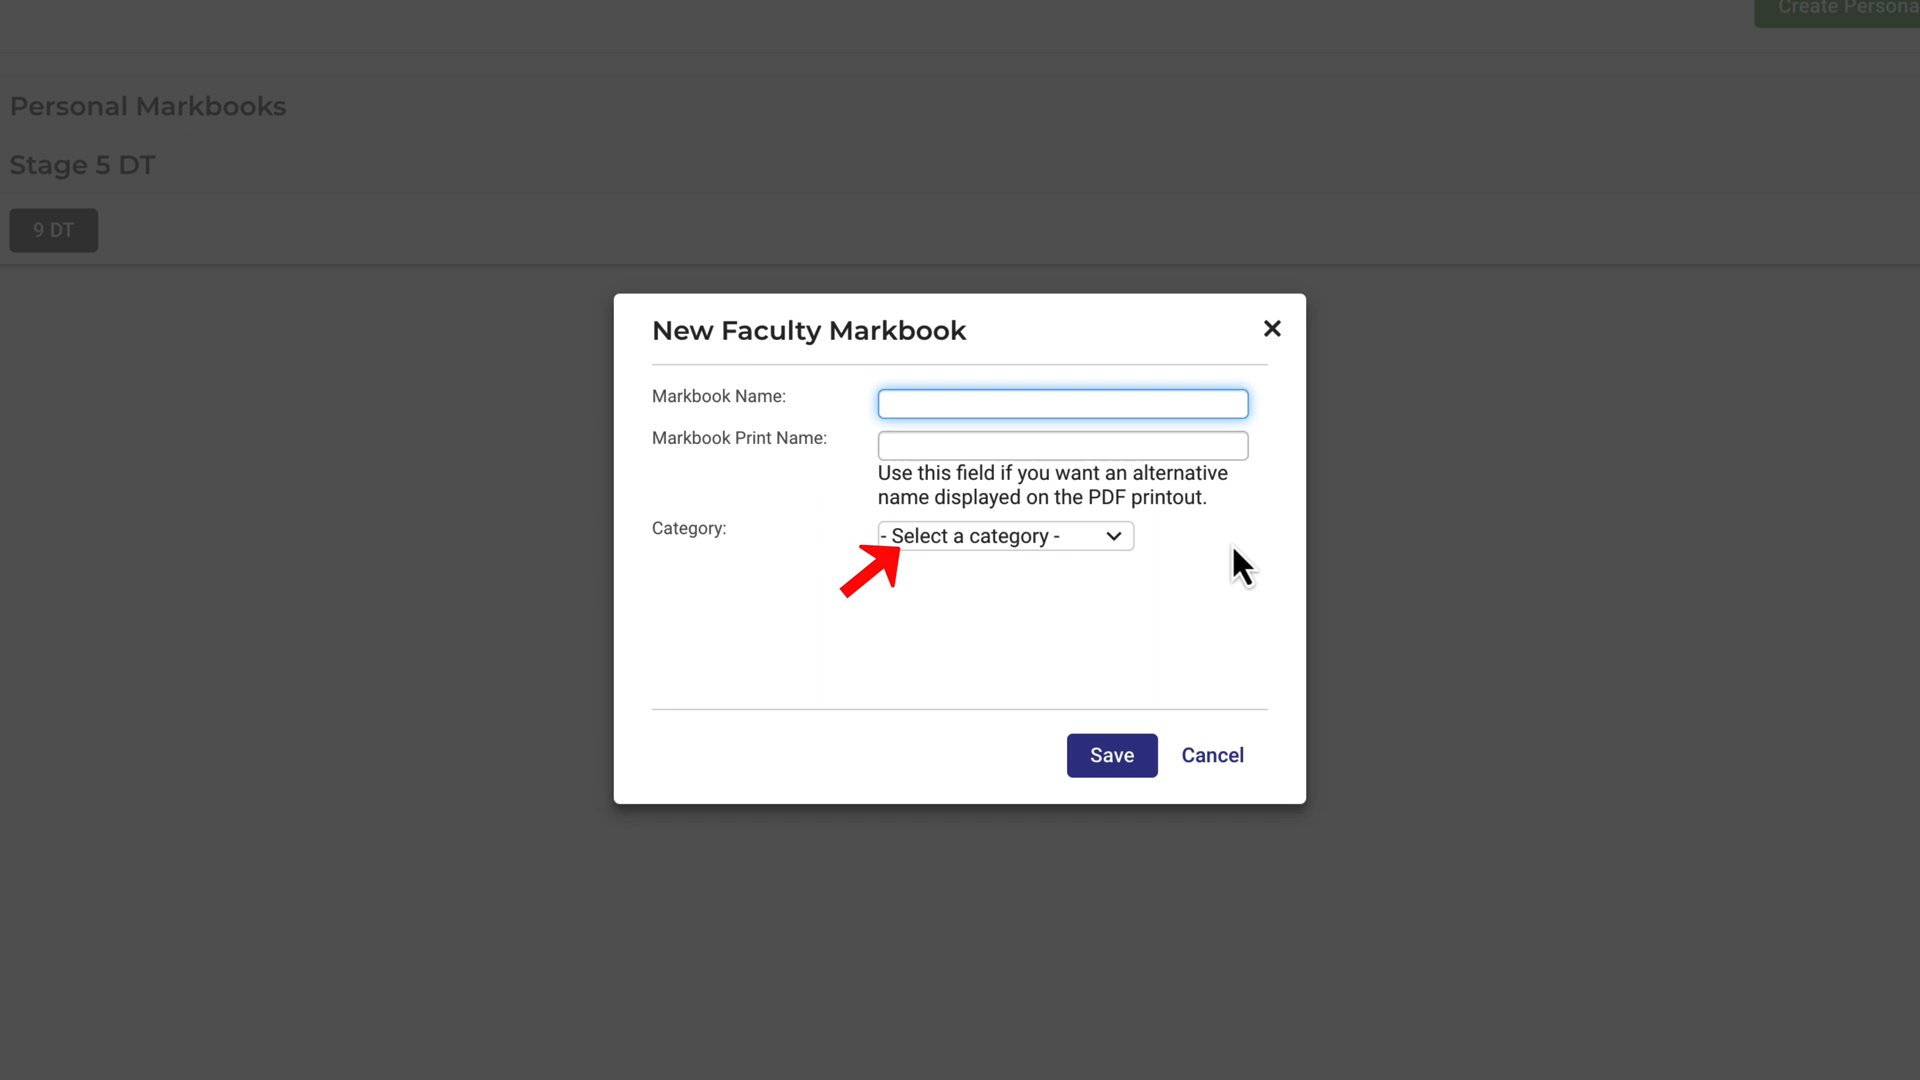 Create Persona
Personal Markbooks
Stage 5 DT
9 DT
New Faculty Markbook
Markbook Name:
Markbook Print Name:
Use this field if you want an alternative
name displayed on the PDF printout.
Category:
- Select a category -
Save
Cancel